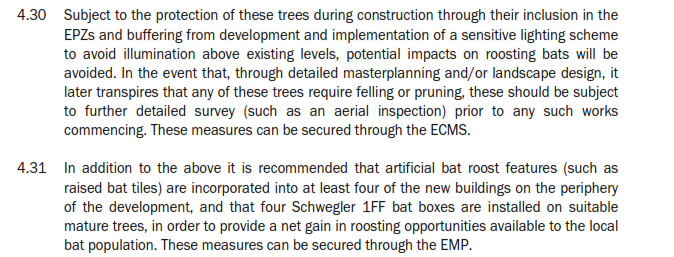 4.30 Subject to the protection of these trees during construction through their inclusion in the
EPZs and buffering from development and implementation of a sensitive lighting scheme
to avoid illumination above existing levels, potential impacts on roosting bats will be
avoided. In the event that, through detailed masterplanning and/or landscape design, it
later transpires that any of these trees require felling or pruning, these should be subject
to further detailed survey (such as an aerial inspection) prior to any such works
commencing. These measures can be secured through the ECMS.
4.31 In addition to the above it is recommended that artificial bat roost features (such as
raised bat tiles) are incorporated into at least four of the new buildings on the periphery
of the development, and that four Schwegler 1FF bat boxes are installed on suitable
mature trees, in order to provide a net gain in roosting opportunities available to the local
bat population. These measures can be secured through the EMP.